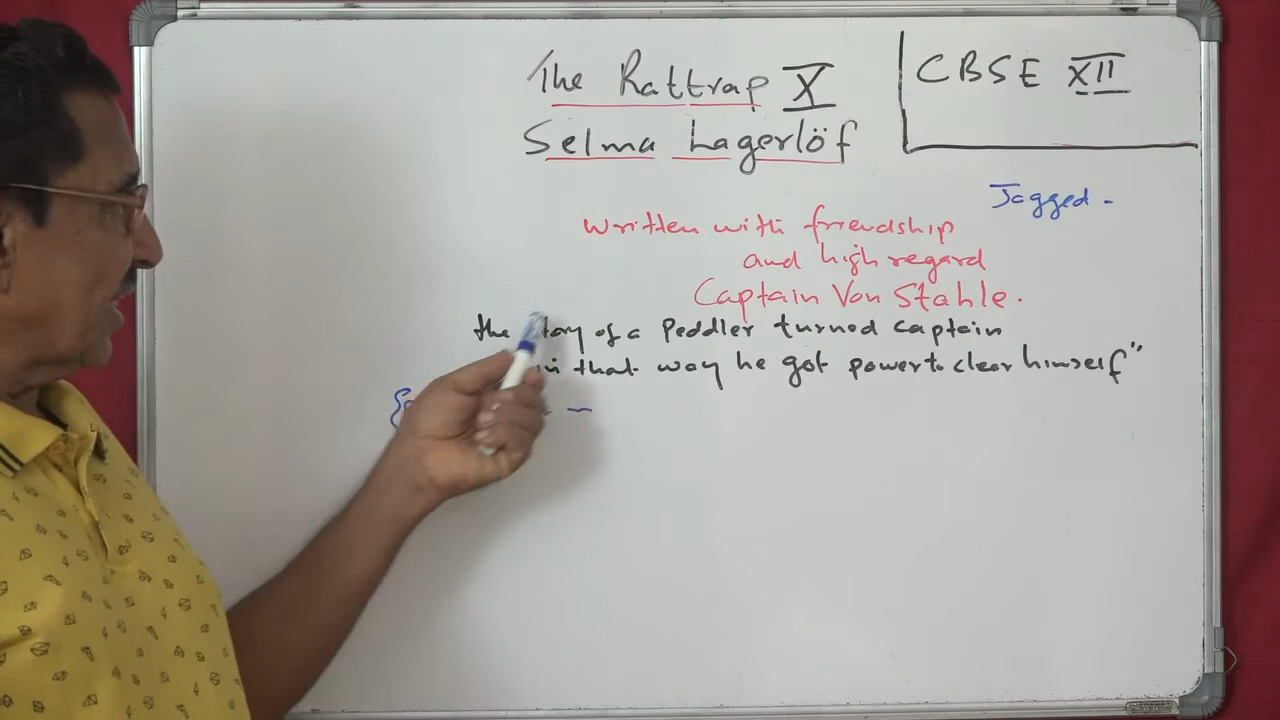 The Rattrap X
Selma Lagerlöf
CBSE XII
Jagged -
Written with friendship
and high regard
Captain Von Stahle.
the of a Peddler turned captain
in that way he got power to clear himself"